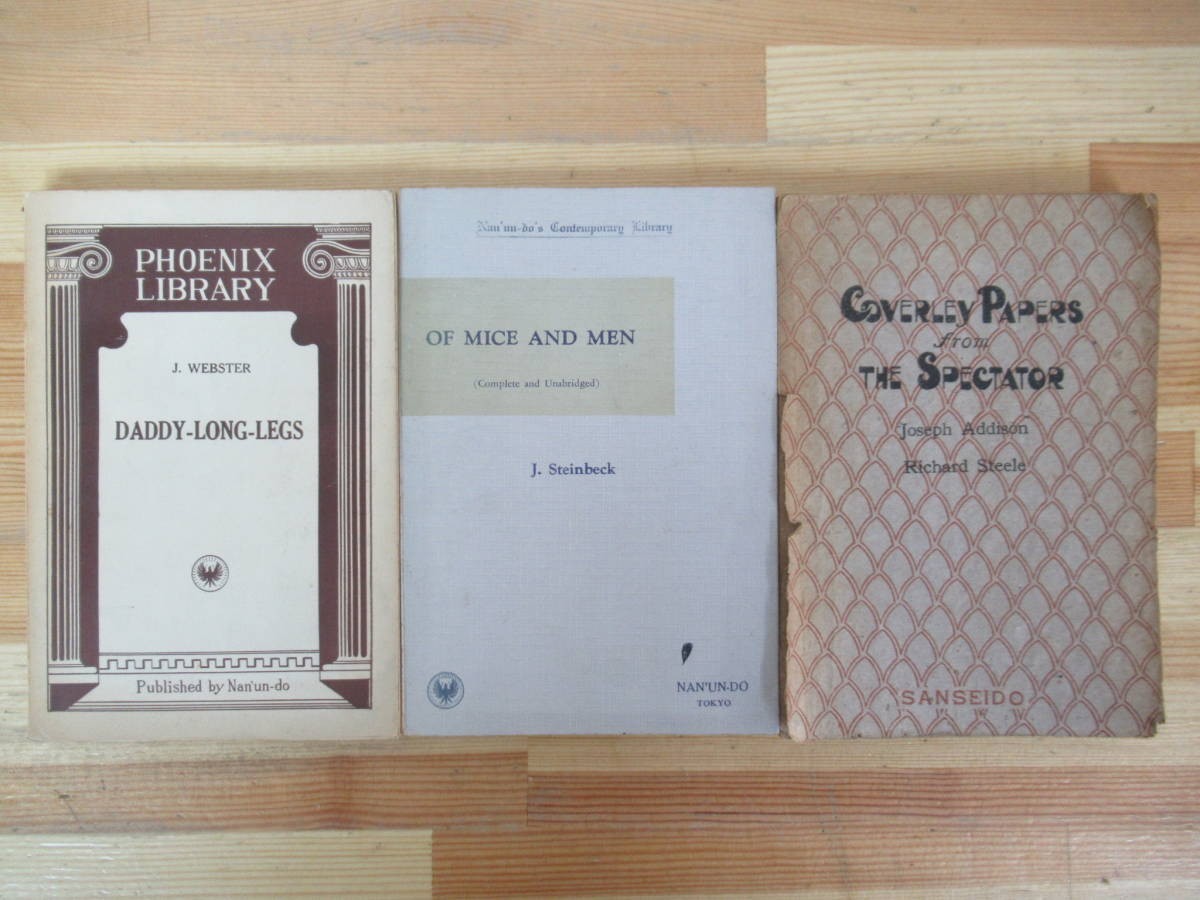 PHOENIX
LIBRARY
J. WEBSTER
DADDY-LONG-LEGS
Published by Nan'un-do
Nan'un-do's Contemporary Library
OF MICE AND MEN
(Complete and Unabridged)
J. Steinbeck
NAN'UN-DO
TOKYO
COVERLEY PAPERS
from
THE SPECTATOR
Joseph Addison
Richard Steele
SANSEIDO